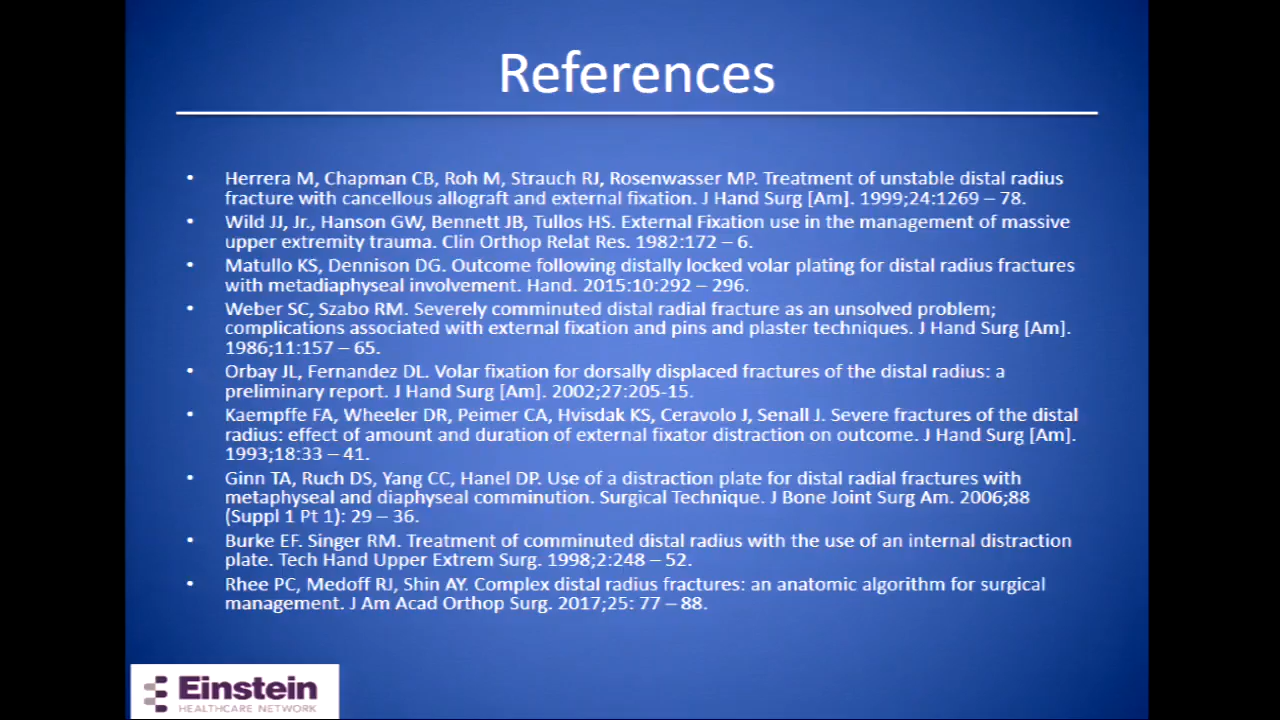 References
• Herrera M, Chapman CB, Roh M, Strauch RJ, Rosenwasser MP. Treatment of unstable distal radius
fracture with cancellous allograft and external fixation. J Hand Surg [Am]. 1999;24:1269 – 78.
• Wild JJ, Jr., Hanson GW, Bennett JB, Tullos HS. External Fixation use in the management of massive
upper extremity trauma. Clin Orthop Relat Res. 1982:172 – 6.
• Matullo KS, Dennison DG. Outcome following distally locked volar plating for distal radius fractures
with metadiaphyseal involvement. Hand. 2015:10:292 – 296.
• Weber SC, Szabo RM. Severely comminuted distal radial fracture as an unsolved problem;
complications associated with external fixation and pins and plaster techniques. J Hand Surg [Am].
1986;11:157 – 65.
• Orbay JL, Fernandez DL. Volar fixation for dorsally displaced fractures of the distal radius: a
preliminary report. J Hand Surg [Am]. 2002;27:205-15.
• Kaempffe FA, Wheeler DR, Peimer CA, Hvisdak KS, Ceravolo J, Senall J. Severe fractures of the distal
radius: effect of amount and duration of external fixator distraction on outcome. J Hand Surg [Am].
1993;18:33 – 41.
• Ginn TA, Ruch DS, Yang CC, Hanel DP. Use of a distraction plate for distal radial fractures with
metaphyseal and diaphyseal comminution. Surgical Technique. J Bone Joint Surg Am. 2006;88
(Suppl 1 Pt 1): 29 – 36.
• Burke EF. Singer RM. Treatment of comminuted distal radius with the use of an internal distraction
plate. Tech Hand Upper Extrem Surg. 1998;2:248 – 52.
• Rhee PC, Medoff RJ, Shin AY. Complex distal radius fractures: an anatomic algorithm for surgical
management. J Am Acad Orthop Surg. 2017;25: 77 – 88.
Einstein
HEALTHCARE NETWORK